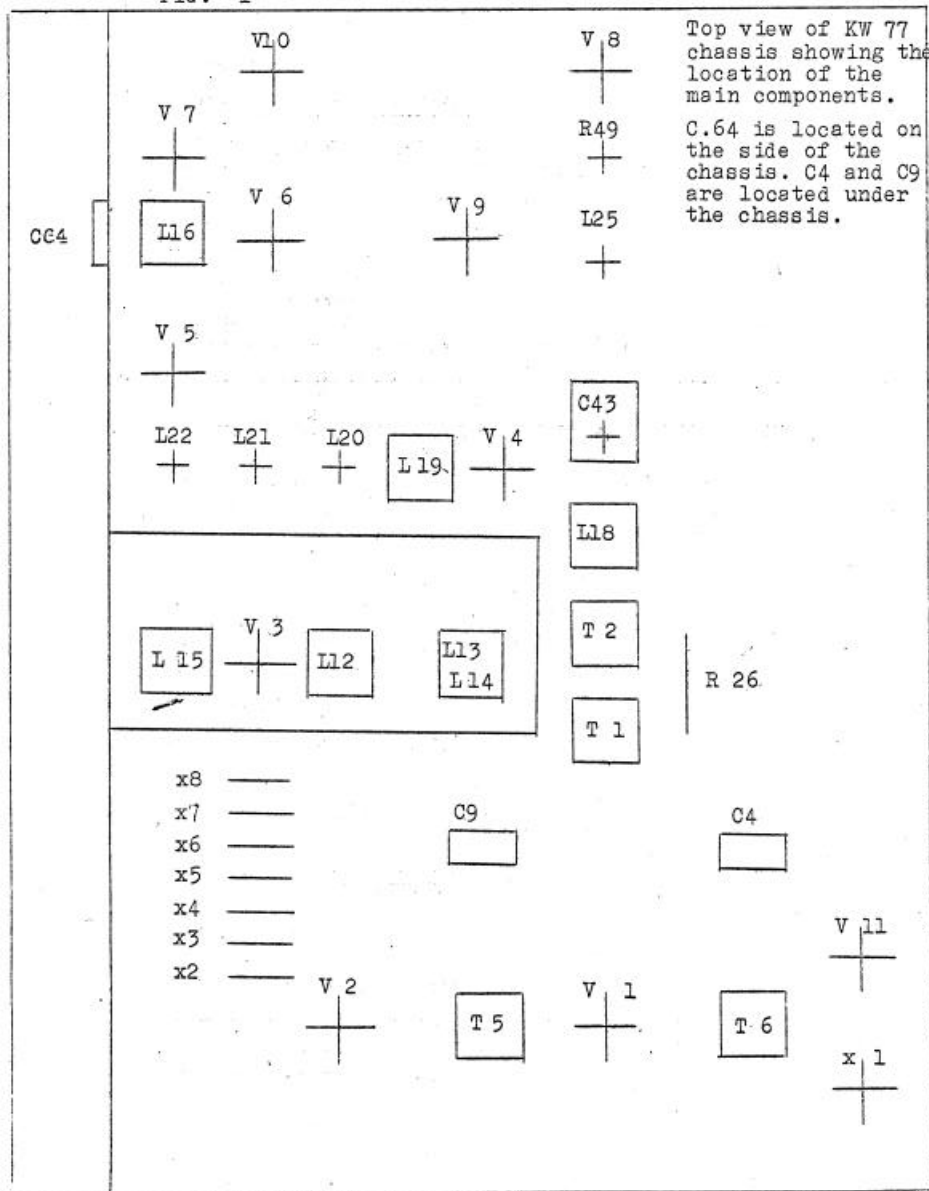 FIG. 1
Top view of KW 77
chassis showing the
location of the
main components.
C.64 is located on
the side of the
chassis. C4 and C9
are located under
the chassis.
V10
V 8
V 7
R49
V 6
V 9
L25
C64
L16
V 5
C43
L22
L21
L20
L 19
V 4
L18
V 3
T 2
L 15
L12
L13
L 14
R 26
T 1
x8
x7
x6
x5
x4
x3
x2
C9
C4
V 11
V 2
T 5
V 1
T 6
x 1